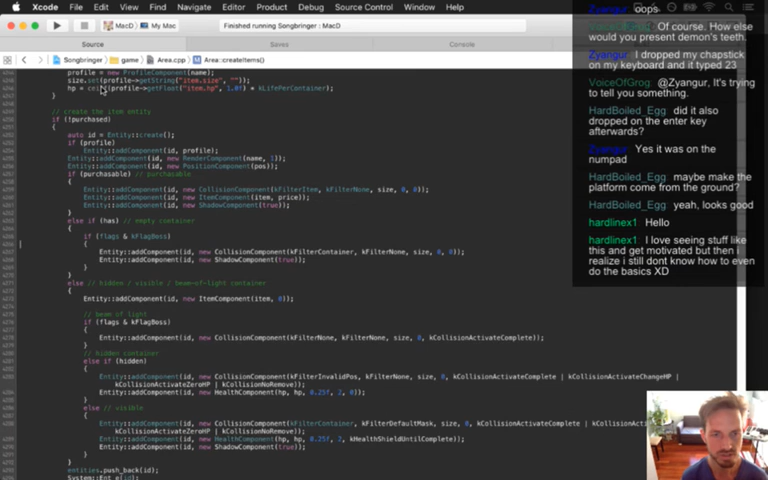 Xcode File Edit View Find Navigate Editor Product Debug Source Control Window Help
MacD > My Mac
Finished running Songbringer : MacD
Source
Saves
Console
Songbringer > game > Area.cpp > Area::createItems()
profile = new ProfileComponent(name);
size.set(profile->getString("item.size", ""));
hp = ceil(profile->getFloat("item.hp", 1.0f) * kLifePerContainer);
}
// create the item entity
if (!purchased)
{
auto id = Entity::create();
if (profile)
Entity::addComponent(id, profile);
Entity::addComponent(id, new RenderComponent(name, 1));
Entity::addComponent(id, new PositionComponent(pos));
if (purchasable) // purchasable
{
Entity::addComponent(id, new CollisionComponent(kFilterItem, kFilterNone, size, 0, 0));
Entity::addComponent(id, new ItemComponent(item, price));
Entity::addComponent(id, new ShadowComponent(true));
}
else if (has) // empty container
{
if (flags & kFlagBoss)
{
Entity::addComponent(id, new CollisionComponent(kFilterContainer, kFilterNone, size, 0, 0));
Entity::addComponent(id, new ShadowComponent(true));
}
}
else // hidden / visible / beam-of-light container
{
Entity::addComponent(id, new ItemComponent(item, 0));
// beam of light
if (flags & kFlagBoss)
{
Entity::addComponent(id, new CollisionComponent(kFilterNone, kFilterNone, size, 0, kCollisionActivateComplete));
}
// hidden container
else if (hidden)
{
Entity::addComponent(id, new CollisionComponent(kFilterInvalidPos, kFilterNone, size, 0, kCollisionActivateComplete | kCollisionActivateChangeHP |
kCollisionActivateZeroHP | kCollisionNoRemove));
Entity::addComponent(id, new HealthComponent(hp, hp, 0.25f, 2, 0));
}
else // visible
{
Entity::addComponent(id, new CollisionComponent(kFilterContainer, kFilterDefaultMask, size, 0, kCollisionActivateComplete |
kCollisionActivateZeroHP | kCollisionNoRemove));
Entity::addComponent(id, new HealthComponent(hp, hp, 0.25f, 2, kHealthShieldUntilComplete));
Entity::addComponent(id, new ShadowComponent(true));
}
}
entities.push_back(id);
Zyangur: oops
VoiceOfGrog: Of course. How else
would you present demon's teeth.
Zyangur: I dropped my chapstick
on my keyboard and it typed 23
VoiceOfGrog: @Zyangur, It's trying
to tell you something.
HardBoiled_Egg: did it also
dropped on the enter key
afterwards?
Zyangur: Yes it was on the
numpad
HardBoiled_Egg: maybe make the
platform come from the ground?
HardBoiled_Egg: yeah, looks good
hardlinex1: Hello
hardlinex1: I love seeing stuff like
this and get motivated but then i
realize i still dont know how to even
do the basics XD